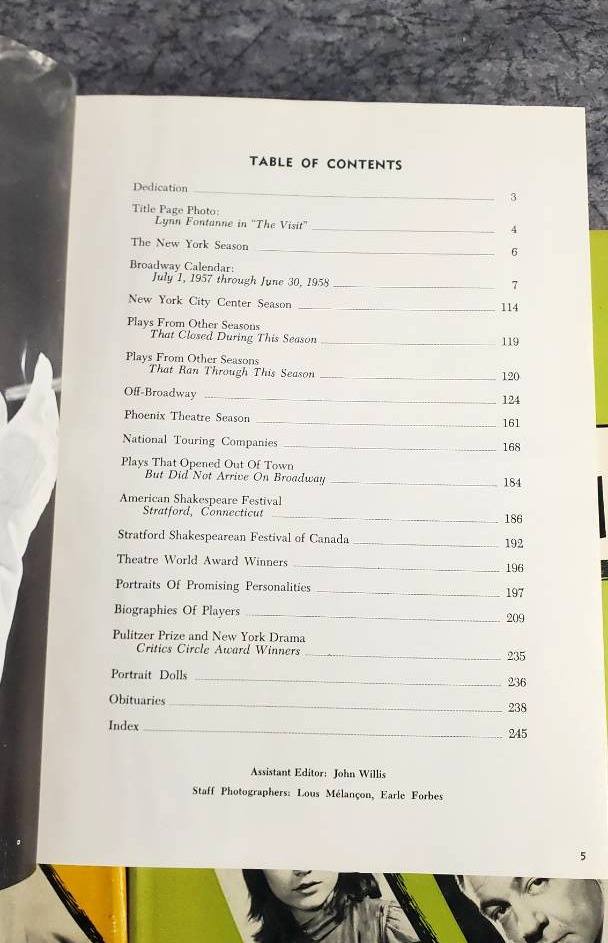 TABLE OF CONTENTS
Dedication 3
Title Page Photo:
Lynn Fontanne in "The Visit" 4
The New York Season 6
Broadway Calendar:
July 1, 1957 through June 30, 1958 7
New York City Center Season 114
Plays From Other Seasons
That Closed During This Season 119
Plays From Other Seasons
That Ran Through This Season 120
Off-Broadway 124
Phoenix Theatre Season 161
National Touring Companies 168
Plays That Opened Out Of Town
But Did Not Arrive On Broadway 184
American Shakespeare Festival
Stratford, Connecticut 186
Stratford Shakespearean Festival of Canada 192
Theatre World Award Winners 196
Portraits Of Promising Personalities 197
Biographies Of Players 209
Pulitzer Prize and New York Drama
Critics Circle Award Winners 235
Portrait Dolls 236
Obituaries 238
Index 245
Assistant Editor: John Willis
Staff Photographers: Lous Mélançon, Earle Forbes
5